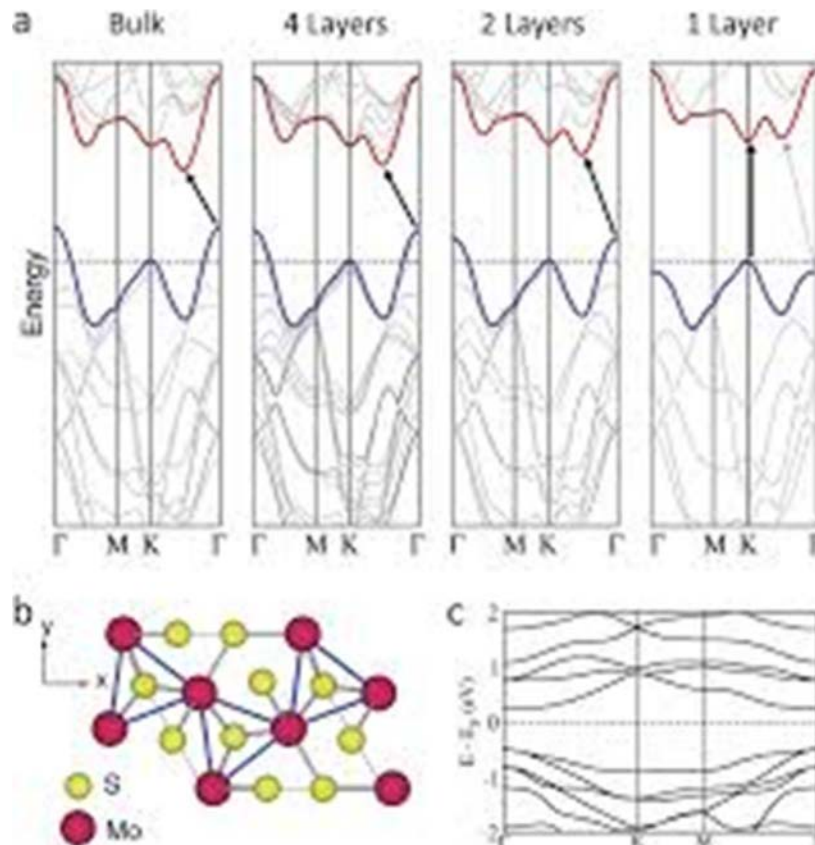 a
Bulk
4 Layers
2 Layers
1 Layer
Energy
Γ M K Γ
Γ M K Γ
Γ M K Γ
Γ M K
b
y
x
S
Mo
c
2
1
0
-1
-2
K M